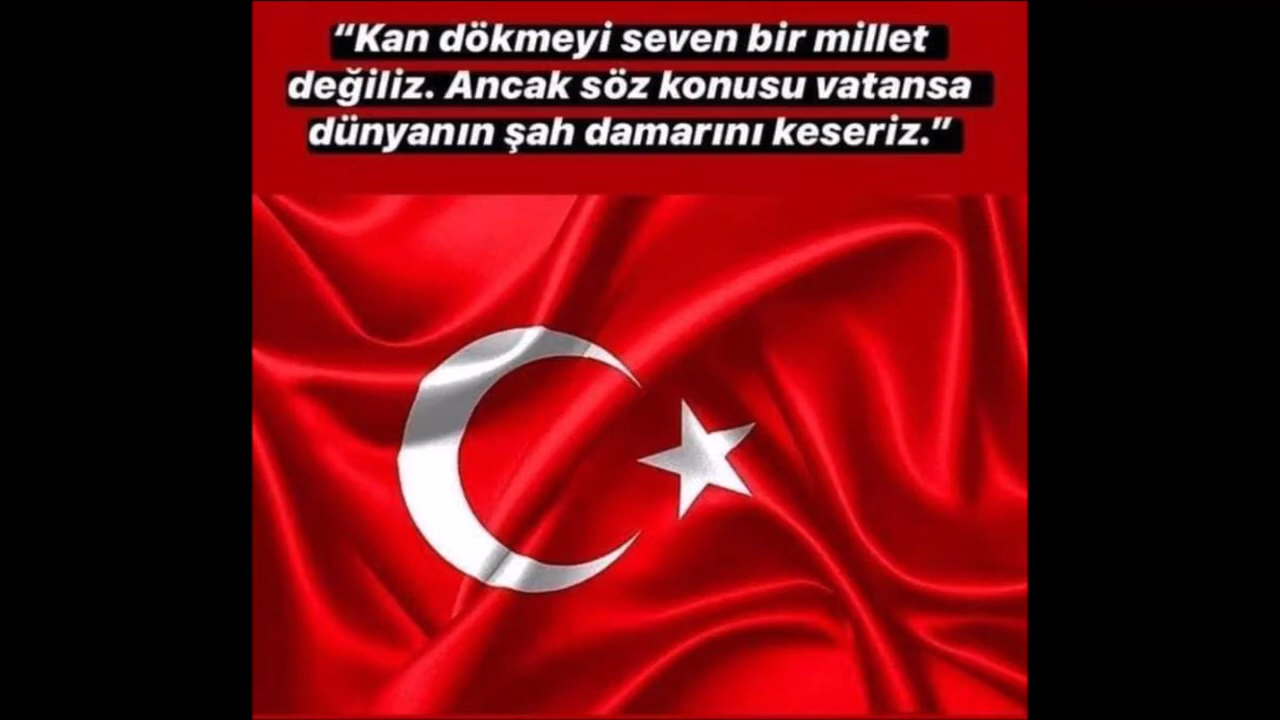 “Kan dökmeyi seven bir millet
değiliz. Ancak söz konusu vatansa
dünyanın şah damarını keseriz.”